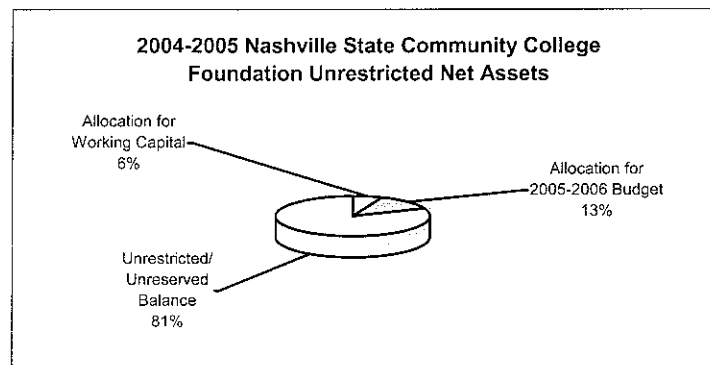 2004-2005 Nashville State Community College
Foundation Unrestricted Net Assets
Allocation for
Working Capital
6%
Allocation for
2005-2006 Budget
13%
Unrestricted/
Unreserved
Balance
81%